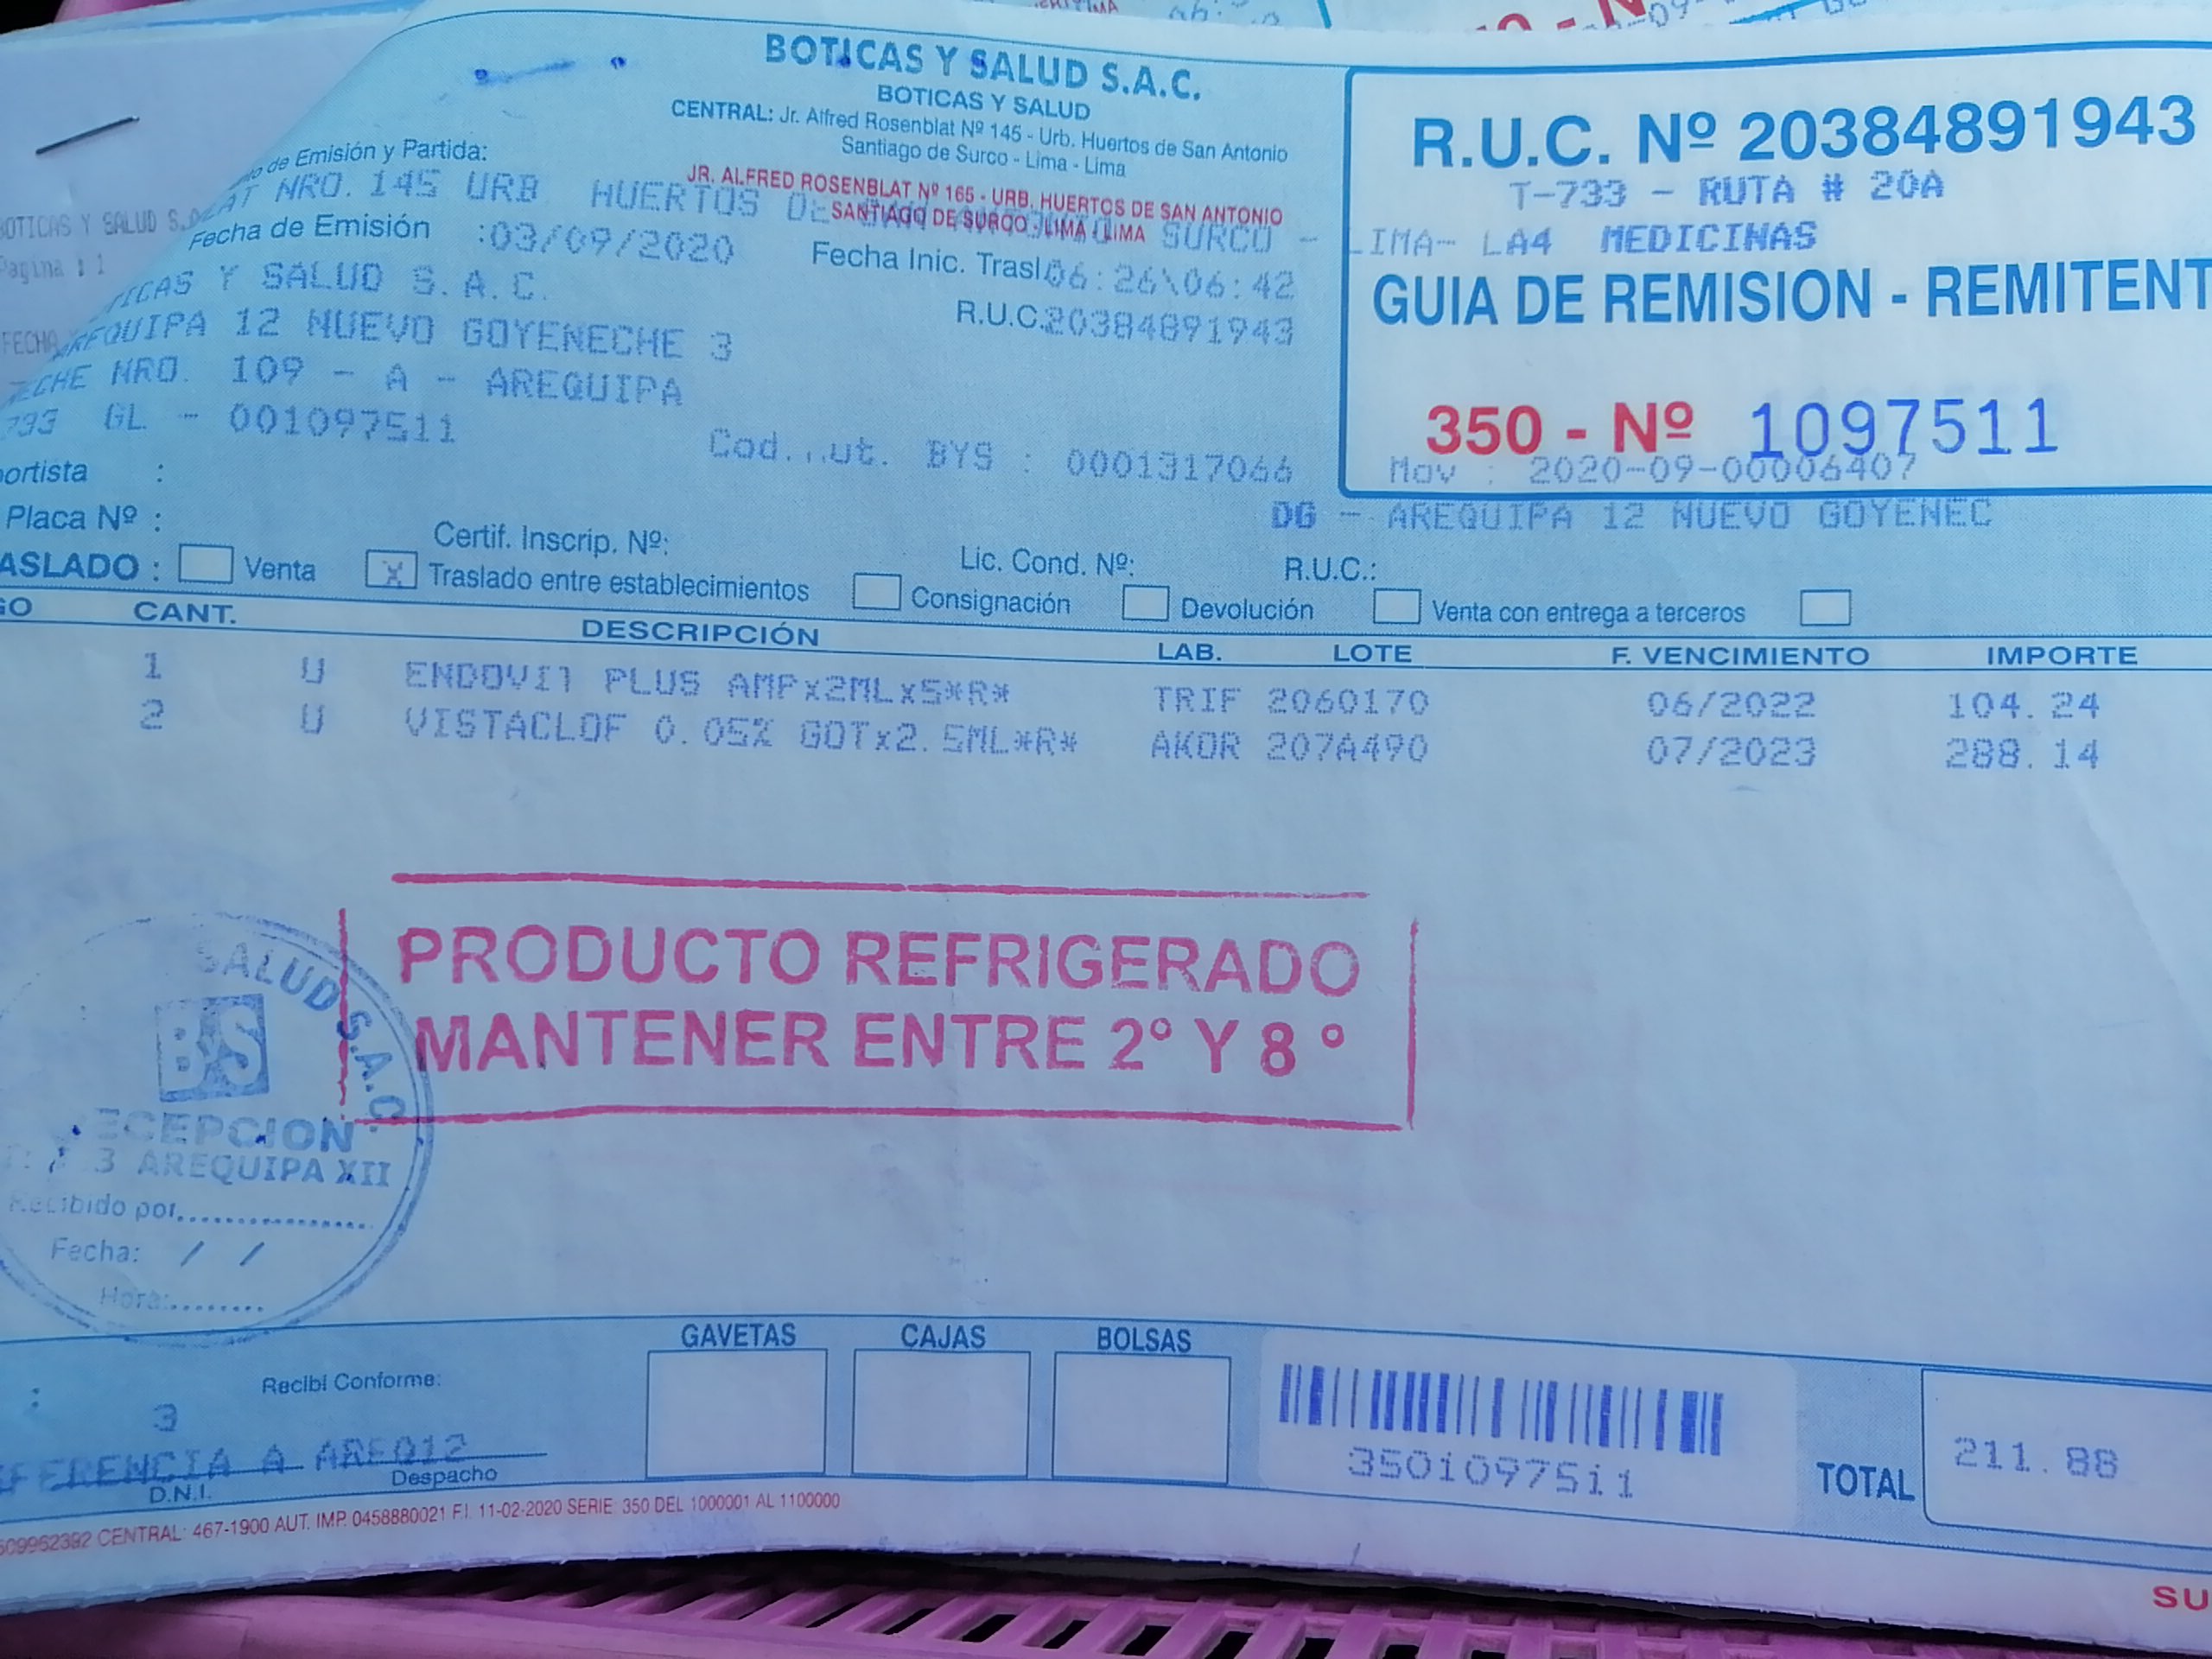 BOTICAS Y SALUD S.A.C.
BOTICAS Y SALUD
CENTRAL: Jr. Alfred Rosenblat Nº 145 - Urb. Huertos de San Antonio
Santiago de Surco - Lima - Lima
JR. ALFRED ROSENBLAT Nº 165 - URB. HUERTOS DE SAN ANTONIO
SANTIAGO DE SURCO - LIMA - LIMA
R.U.C. Nº 20384891943
T-733 - RUTA # 20A
LIMA- LA4 MEDICINAS
GUIA DE REMISION - REMITENT
350 - Nº 1097511
Mov : 2020-09-00006407
DG - AREQUIPA 12 NUEVO GOYENEC
de Emisión y Partida:
NRO. 145 URB HUERTOS DE SURCO -
Fecha de Emisión :03/09/2020
Fecha Inic. Trasl 06:26\06:42
BOTICAS Y SALUD S.A.
Pagina : 1
FECHA
TICAS Y SALUD S.A.C.
R.U.C. 20384891943
AREQUIPA 12 NUEVO GOYENECHE 3
ECHE NRO. 109 - A - AREQUIPA
733 GL - 001097511
Cod...ut. BYS : 0001317066
ortista :
Placa Nº :
Certif. Inscrip. Nº:
Lic. Cond. Nº:
R.U.C.:
ASLADO : Venta X Traslado entre establecimientos Consignación Devolución Venta con entrega a terceros
GO CANT. DESCRIPCIÓN LAB. LOTE F. VENCIMIENTO IMPORTE
1 U ENDOVI1 PLUS AMPx2MLx5*R* TRIF 2060170 06/2022 104.24
2 U VISTACLOF 0.05% GOTx2.5ML*R* AKOR 207A490 07/2023 288.14
PRODUCTO REFRIGERADO
MANTENER ENTRE 2° Y 8 °
SALUD S.A.C.
BS
ECEPCION
3 AREQUIPA XII
Recibido por
Fecha: / /
Hora:
GAVETAS CAJAS BOLSAS
Recibí Conforme:
: 3
FERENCIA A AREQ12
D.N.I.
Despacho
3501097511
TOTAL 211.88
509962392 CENTRAL: 467-1900 AUT. IMP. 0458880021 F.I. 11-02-2020 SERIE 350 DEL 1000001 AL 1100000
SU